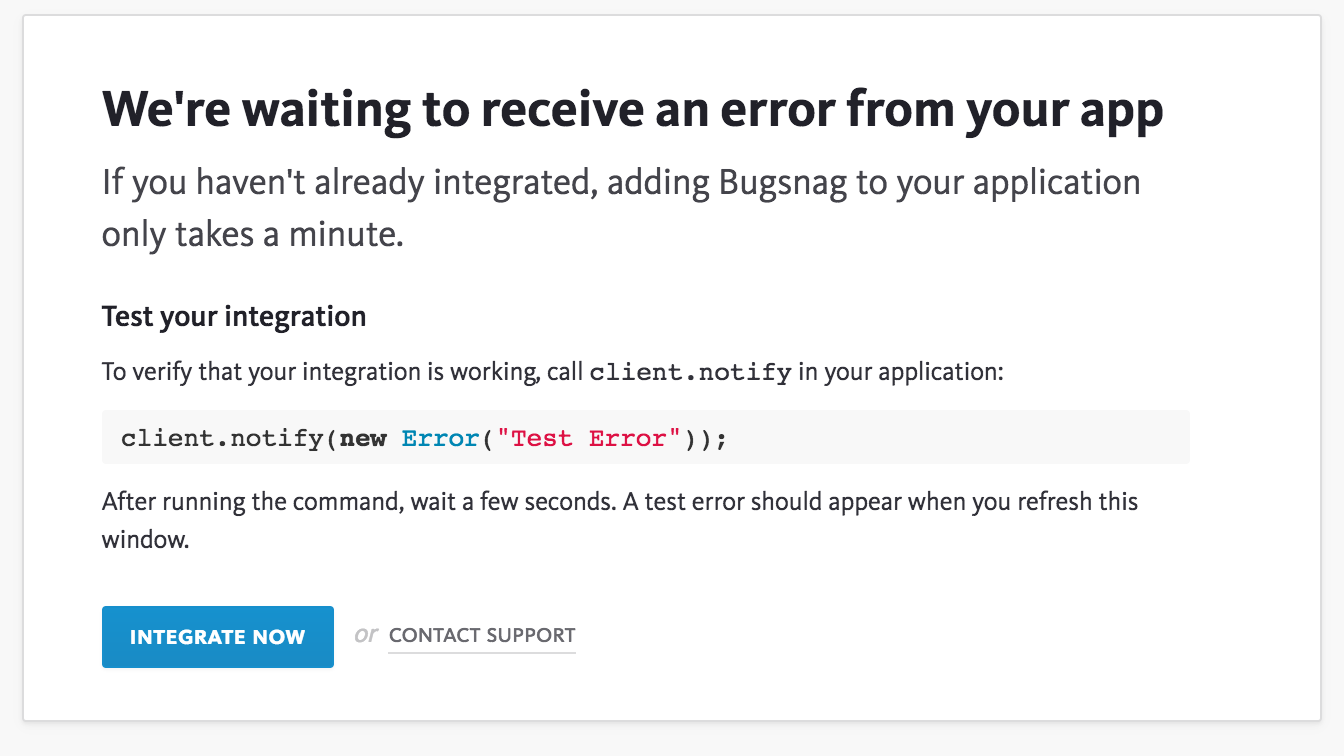 We're waiting to receive an error from your app
If you haven't already integrated, adding Bugsnag to your application
only takes a minute.
Test your integration
To verify that your integration is working, call client.notify in your application:
client.notify(new Error("Test Error"));
After running the command, wait a few seconds. A test error should appear when you refresh this
window.
INTEGRATE NOW or CONTACT SUPPORT